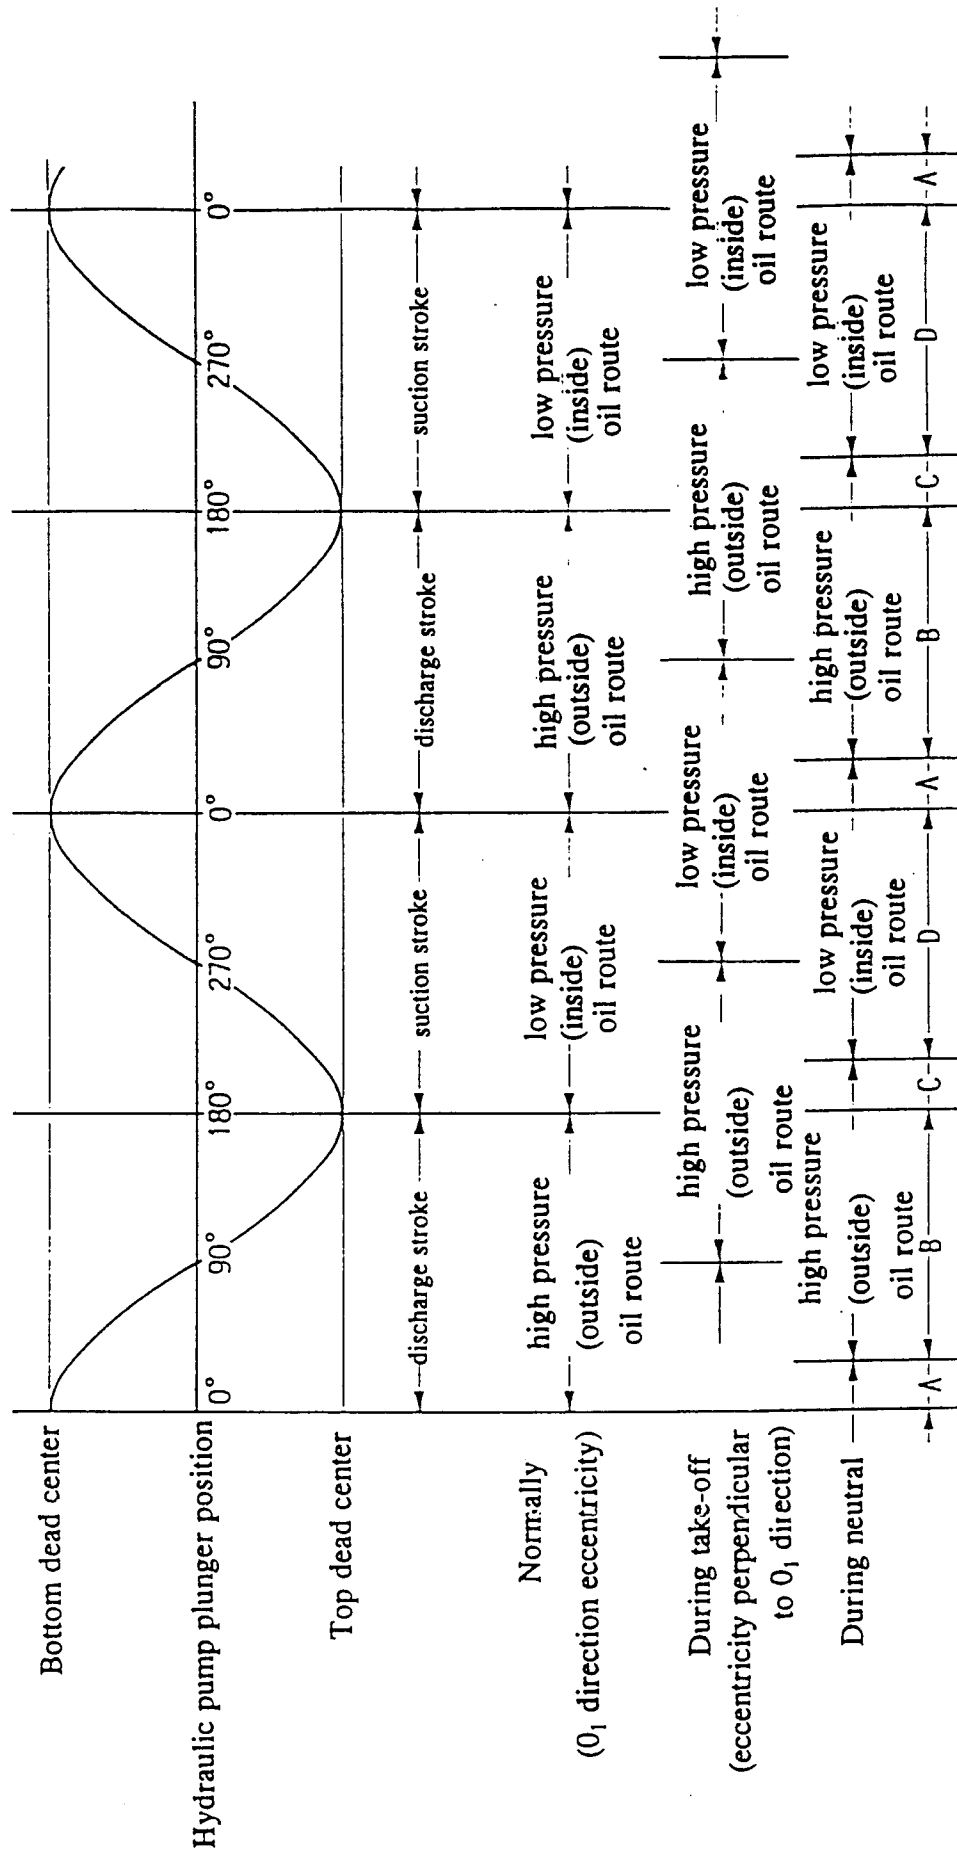 Bottom dead center
Hydraulic pump plunger position
0° 90° 180° 270° 0° 90° 180° 270° 0°
Top dead center
discharge stroke
suction stroke
discharge stroke
suction stroke
Normally
(O₁ direction eccentricity)
high pressure
(outside)
oil route
low pressure
(inside)
oil route
high pressure
(outside)
oil route
low pressure
(inside)
oil route
During take-off
(eccentricity perpendicular
to O₁ direction)
high pressure
(outside)
oil route
low pressure
(inside)
oil route
high pressure
(outside)
oil route
low pressure
(inside)
oil route
During neutral
high pressure
(outside)
oil route
low pressure
(inside)
oil route
high pressure
(outside)
oil route
low pressure
(inside)
oil route
A B C D A B C D A